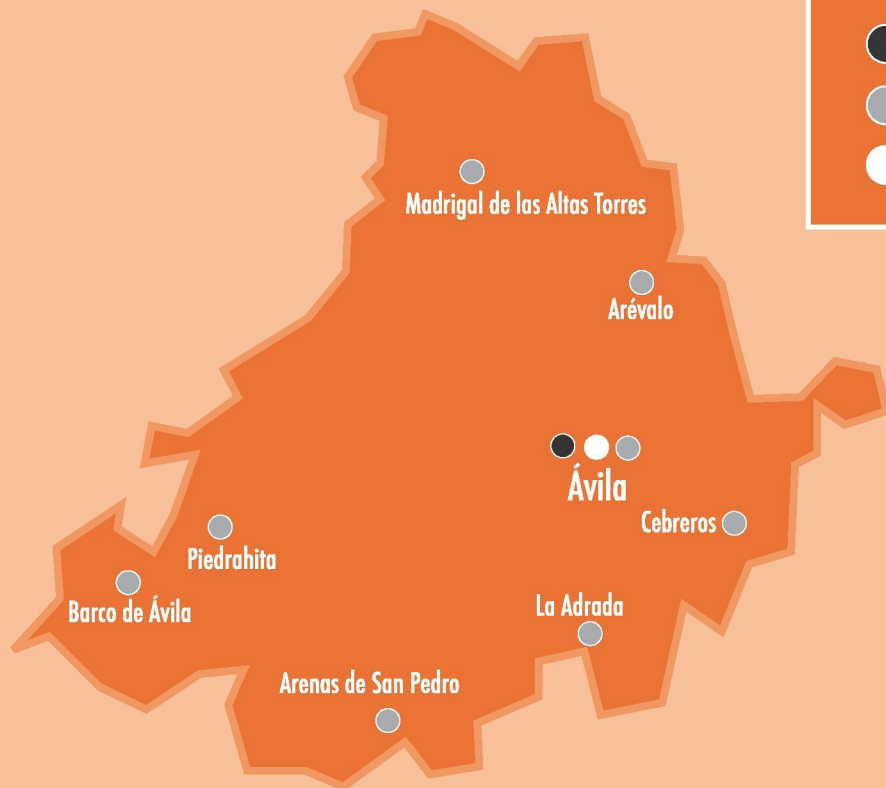 Madrigal de las Altas Torres
Arévalo
Ávila
Cebreros
Piedrahita
Barco de Ávila
La Adrada
Arenas de San Pedro